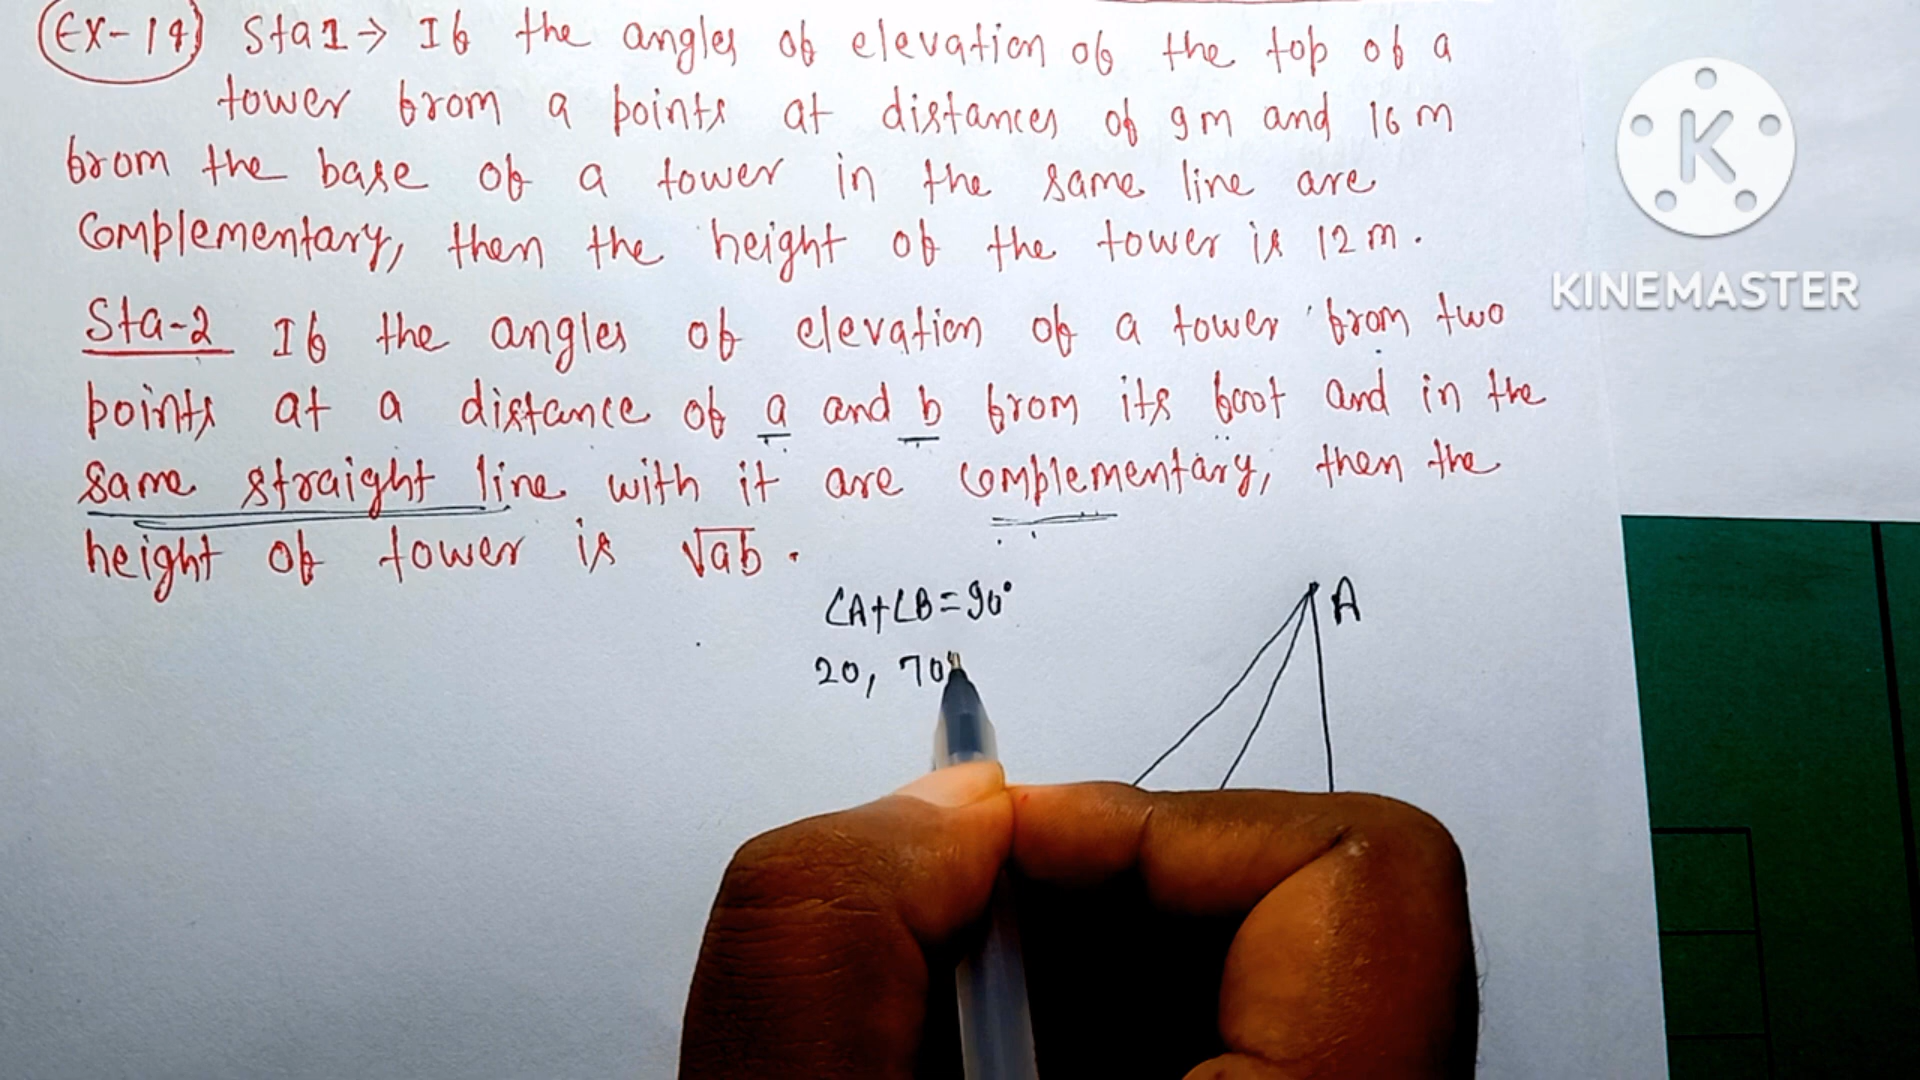 Ex-14) Sta1→ If the angles of elevation of the top of a
tower from a points at distances of 9m and 16 m
from the base of a tower in the same line are
Complementary, then the height of the tower is 12m.
Sta-2 If the angles of elevation of a tower from two
points at a distance of a and b from its foot and in the
same straight line with it are complementary, then the
height of tower is √ab.
∠A+∠B=90°
A
20, 70°
K
KINEMASTER